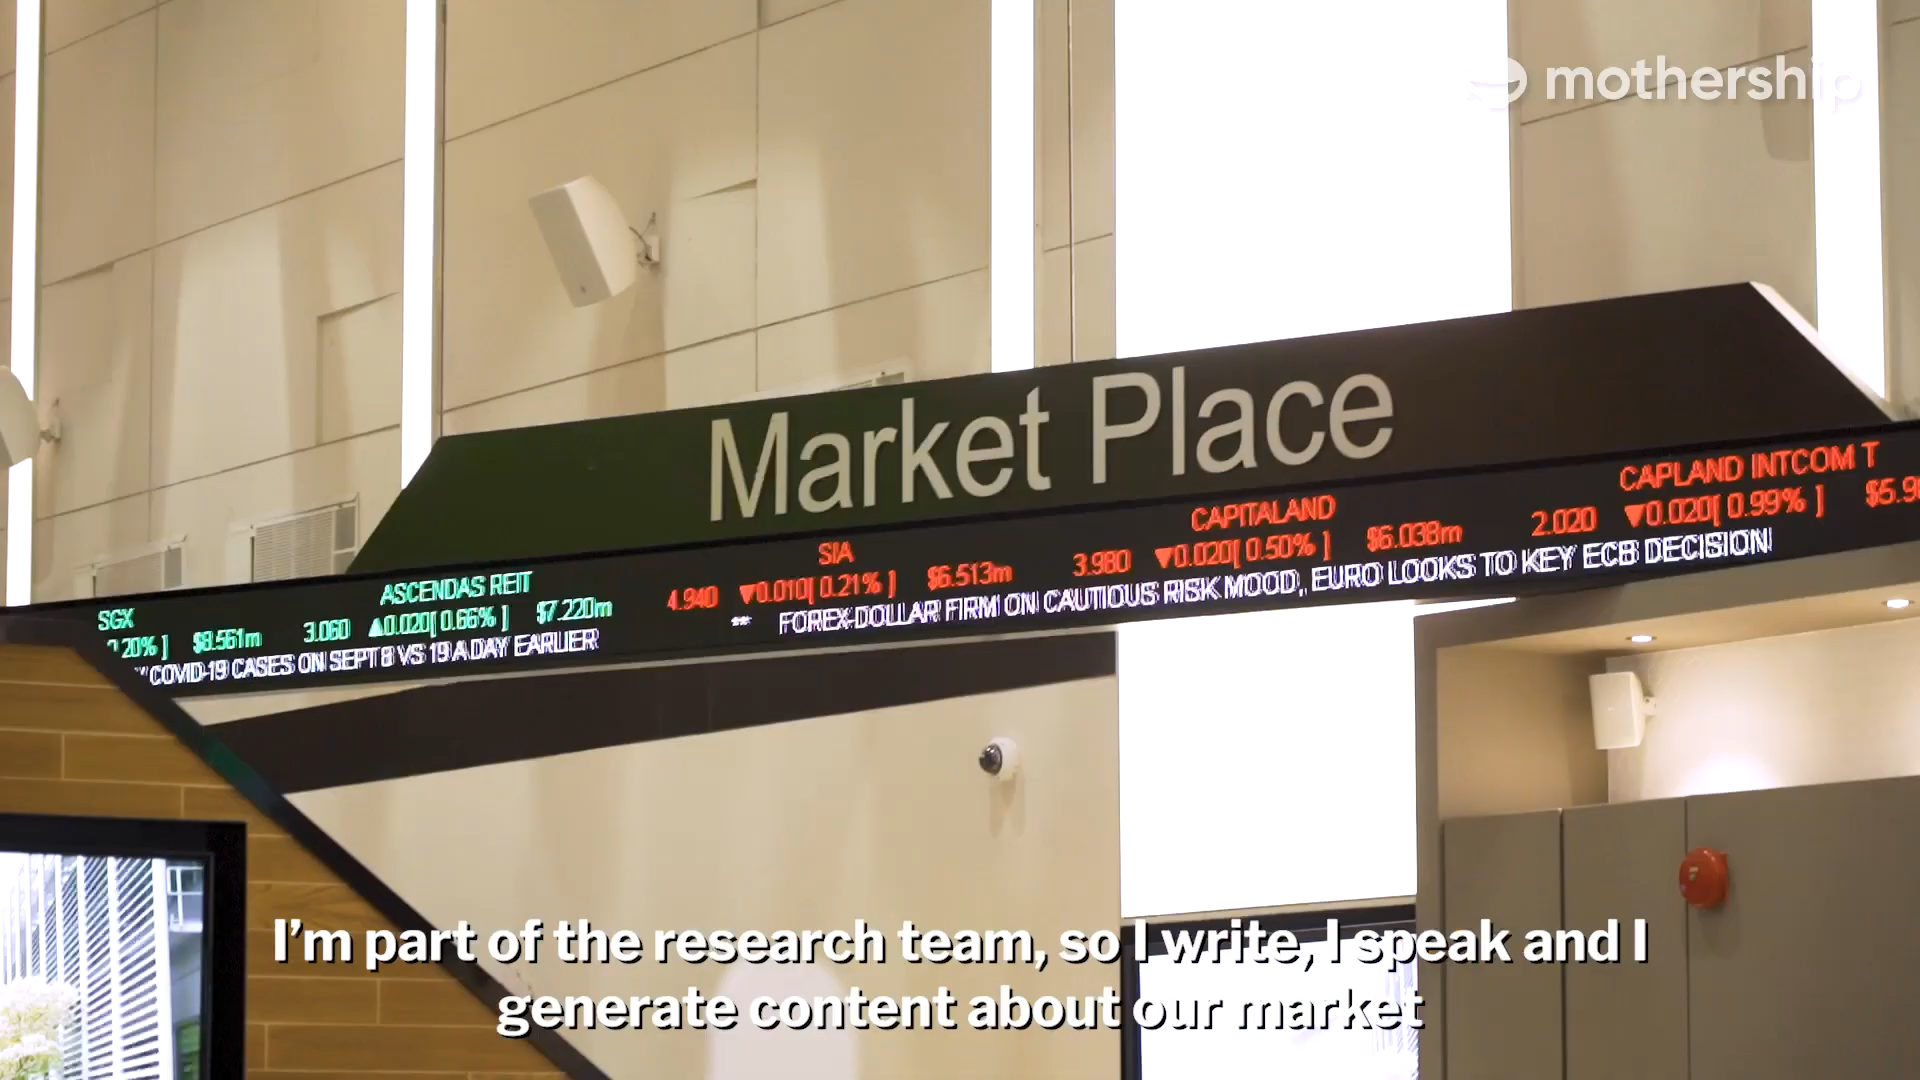 mothership
Market Place
SGX
20% ] $8.561m
ASCENDAS REIT
3.060 ▲0.020[ 0.66% ] $7.220m
SIA
4.940 ▼0.010[ 0.21% ] $6.513m
CAPITALAND
3.980 ▼0.020[ 0.50% ] $6.038m
CAPLAND INTCOM T
2.020 ▼0.020[ 0.99% ] $5.9
COVID-19 CASES ON SEPT 8 VS 19 A DAY EARLIER
** FOREX-DOLLAR FIRM ON CAUTIOUS RISK MOOD, EURO LOOKS TO KEY ECB DECISION
I'm part of the research team, so I write, I speak and I
generate content about our market